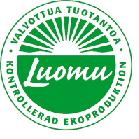 VALVOTTUA TUOTANTOA
Luomu
KONTROLLERAD EKOPRODUKTION